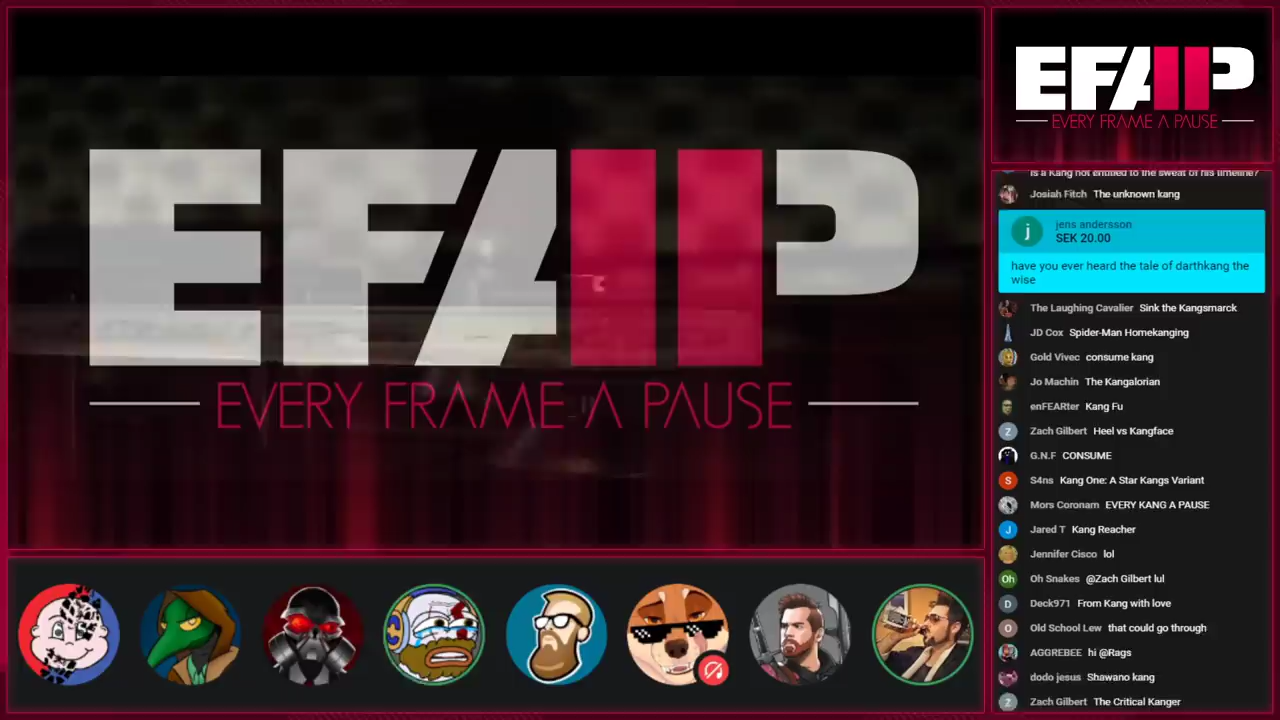 EFAP
EVERY FRAME A PAUSE
EFAP
EVERY FRAME A PAUSE
is a Kang not entitled to the sweat of his timeline?
Josiah Fitch The unknown kang
j
jens andersson
SEK 20.00
have you ever heard the tale of darthkang the
wise
The Laughing Cavalier Sink the Kangsmarck
JD Cox Spider-Man Homekanging
Gold Vivec consume kang
Jo Machin The Kangalorian
enFEARter Kang Fu
Z Zach Gilbert Heel vs Kangface
G.N.F CONSUME
S S4ns Kang One: A Star Kangs Variant
Mors Coronam EVERY KANG A PAUSE
J Jared T Kang Reacher
Jennifer Cisco lol
Oh Oh Snakes @Zach Gilbert lul
D Deck971 From Kang with love
O Old School Lew that could go through
AGGREBEE hi @Rags
dodo jesus Shawano kang
Z Zach Gilbert The Critical Kanger